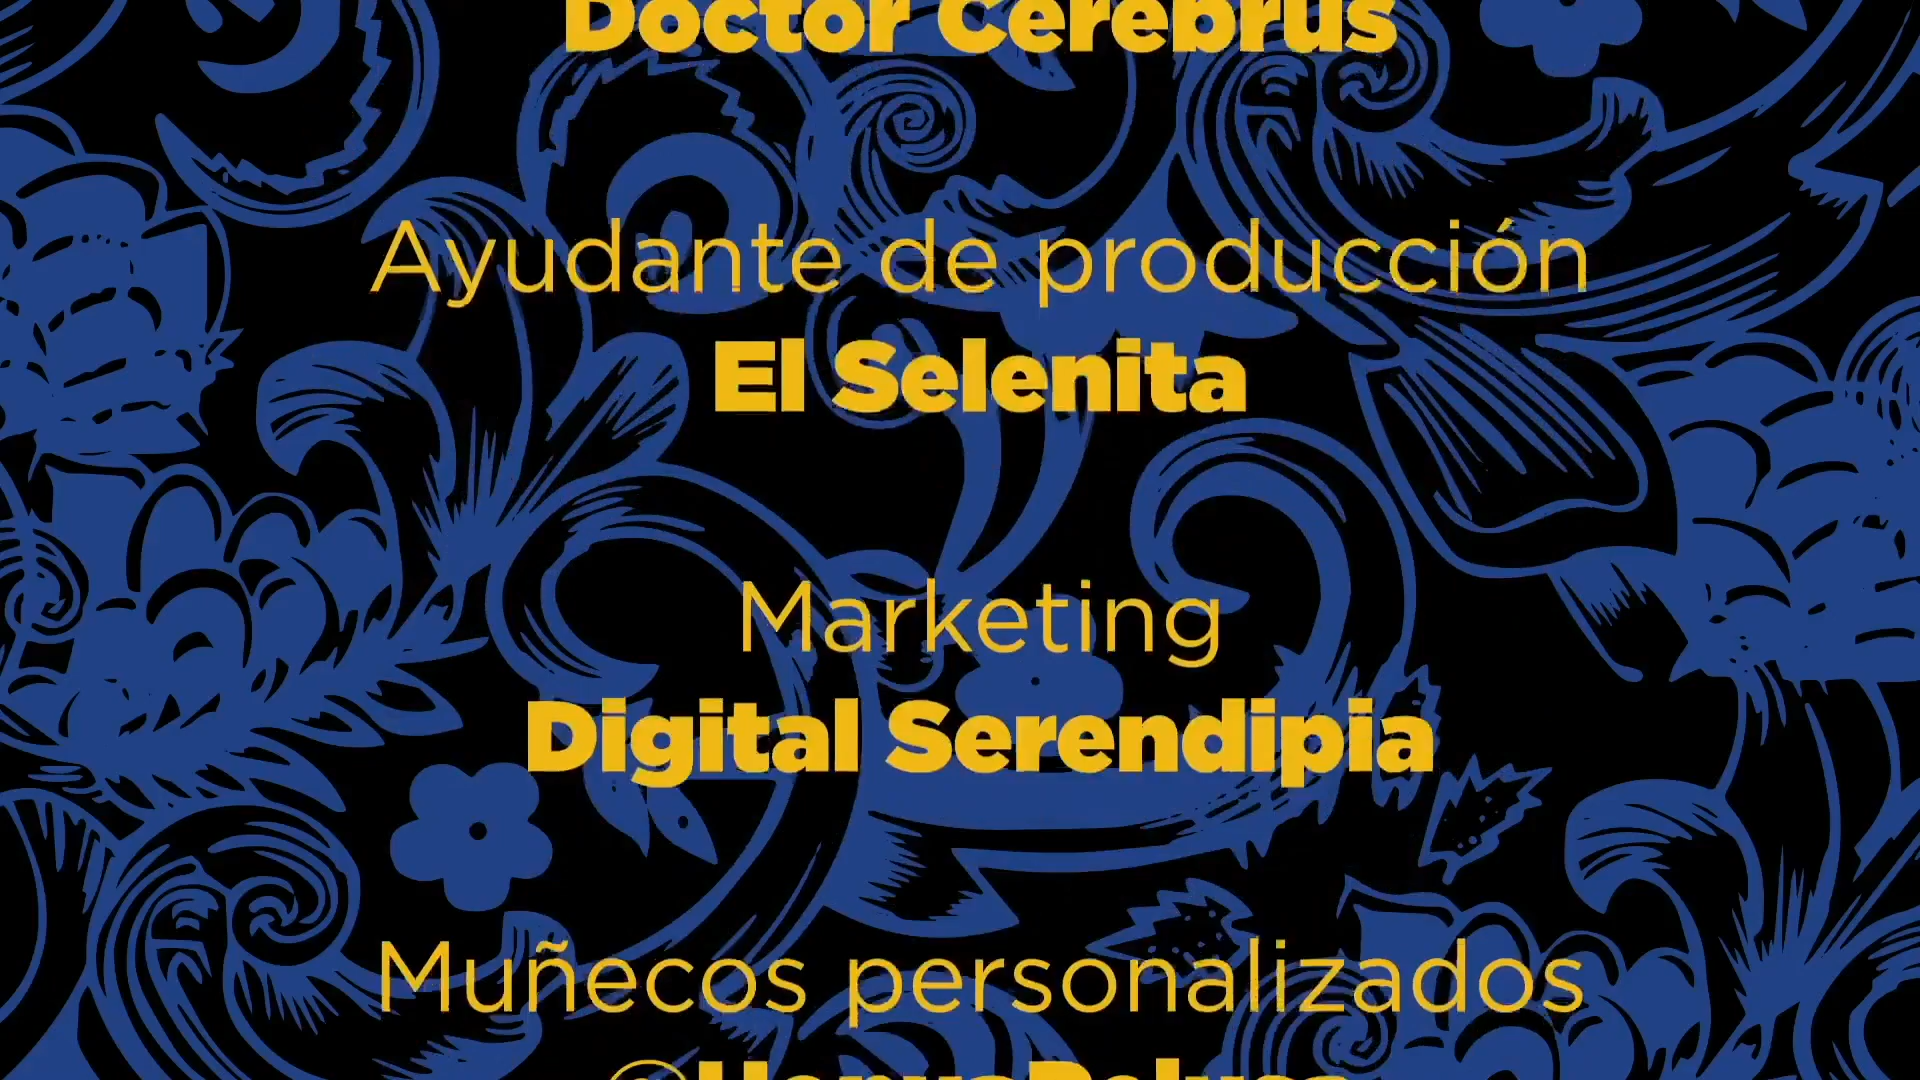 Doctor Cerebrus
Ayudante de producción
El Selenita
Marketing
Digital Serendipia
Muñecos personalizados